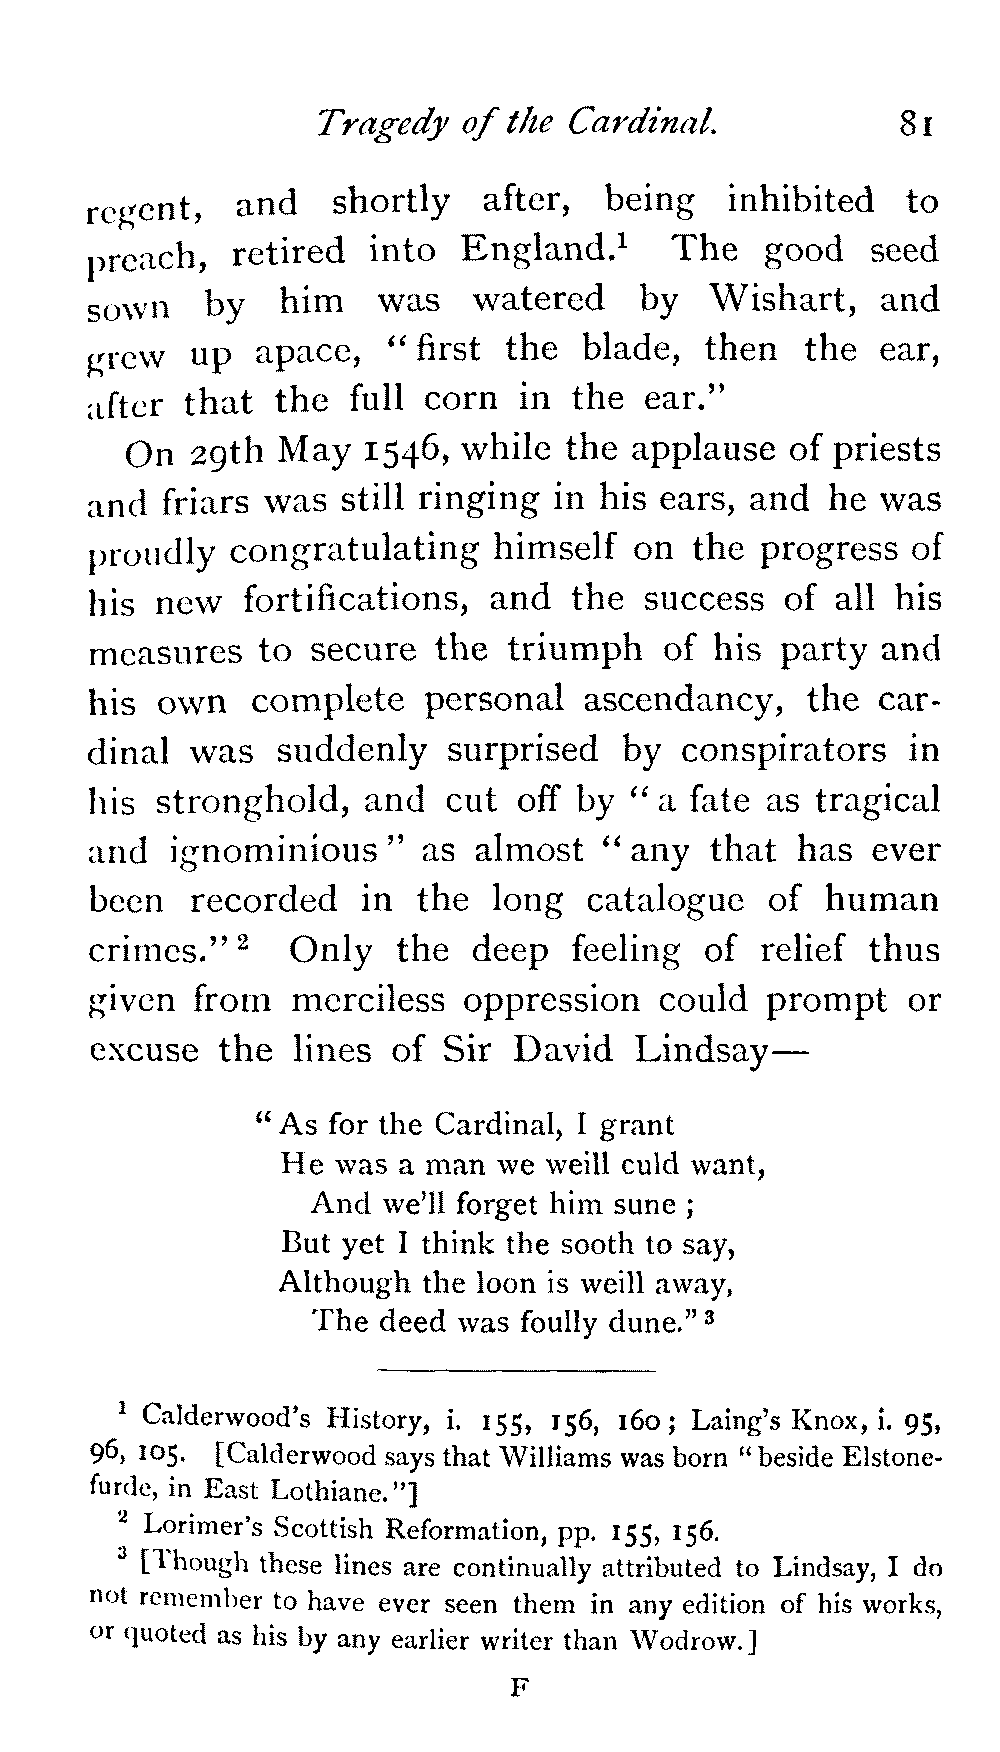 Tragedy of the Cardinal. 81
regent, and shortly after, being inhibited to
preach, retired into England.¹ The good seed
sown by him was watered by Wishart, and
grew up apace, “first the blade, then the ear,
after that the full corn in the ear.”
On 29th May 1546, while the applause of priests
and friars was still ringing in his ears, and he was
proudly congratulating himself on the progress of
his new fortifications, and the success of all his
measures to secure the triumph of his party and
his own complete personal ascendancy, the car-
dinal was suddenly surprised by conspirators in
his stronghold, and cut off by “a fate as tragical
and ignominious” as almost “any that has ever
been recorded in the long catalogue of human
crimes.”² Only the deep feeling of relief thus
given from merciless oppression could prompt or
excuse the lines of Sir David Lindsay—
“As for the Cardinal, I grant
He was a man we weill culd want,
And we'll forget him sune;
But yet I think the sooth to say,
Although the loon is weill away,
The deed was foully dune.”³
¹ Calderwood's History, i. 155, 156, 160; Laing's Knox, i. 95,
96, 105. [Calderwood says that Williams was born “beside Elstone-
furde, in East Lothiane.”]
² Lorimer's Scottish Reformation, pp. 155, 156.
³ [Though these lines are continually attributed to Lindsay, I do
not remember to have ever seen them in any edition of his works,
or quoted as his by any earlier writer than Wodrow.]
F